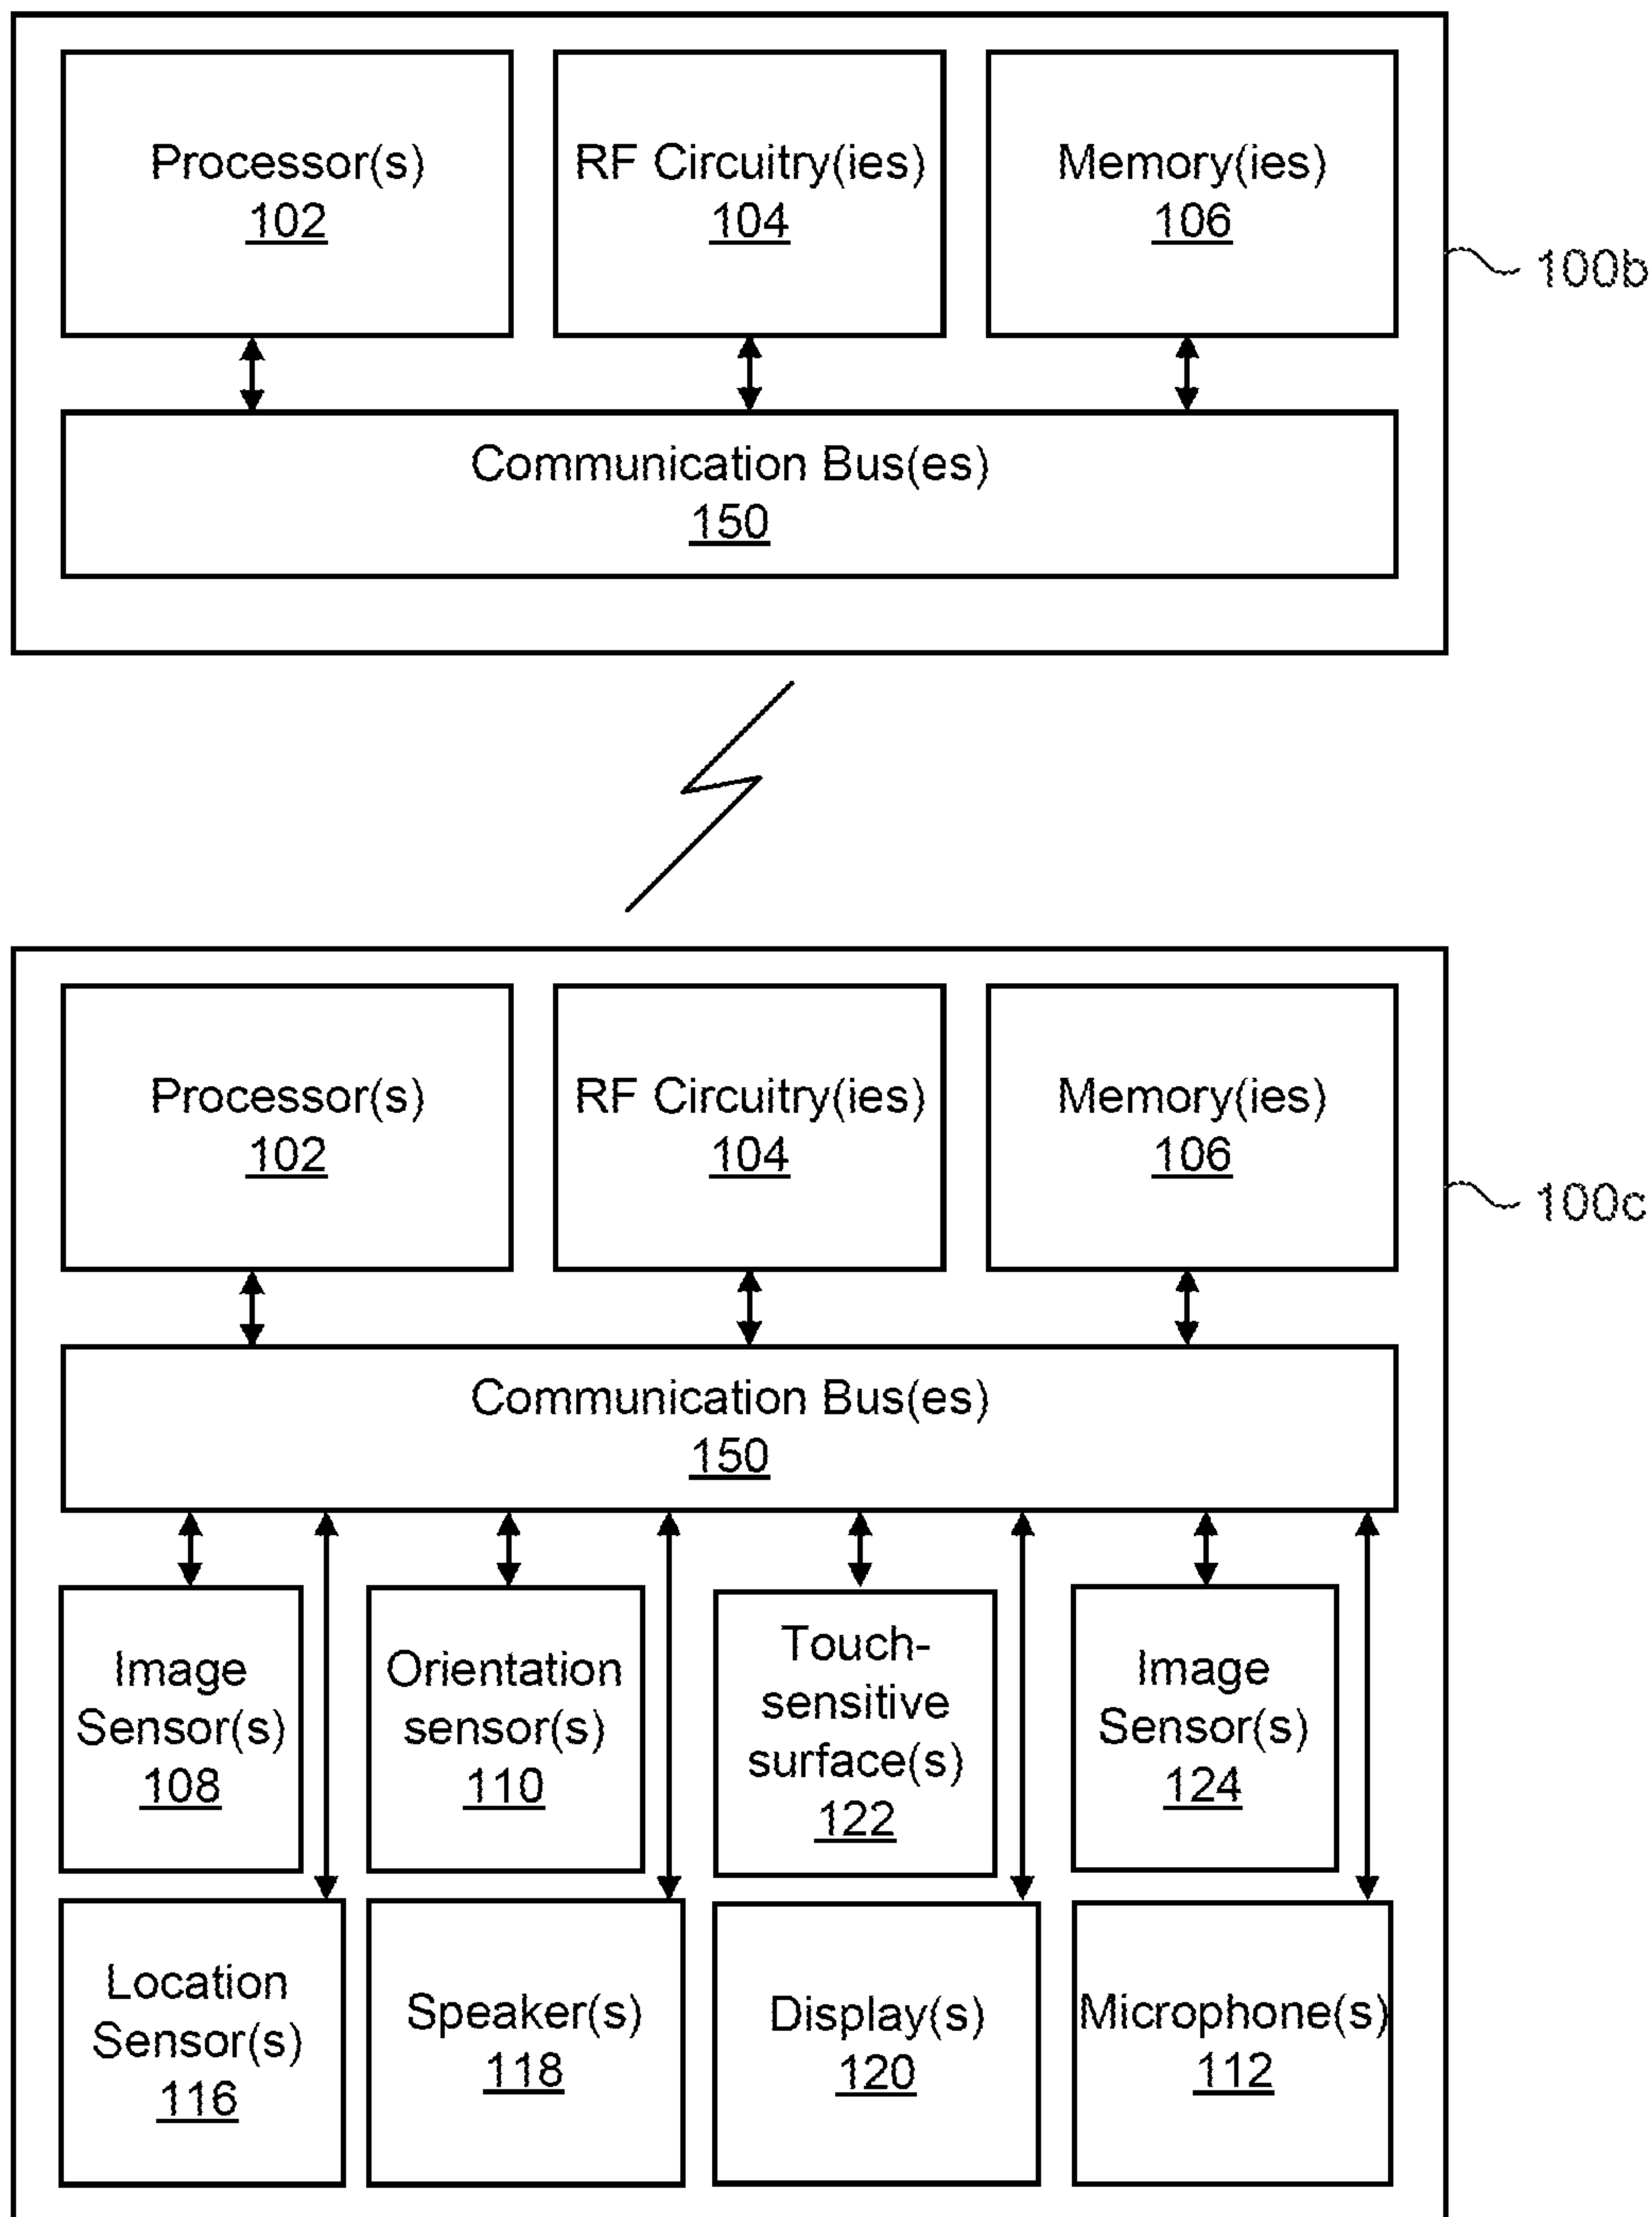 Processor(s)
102
RF Circuitry(ies)
104
Memory(ies)
106
100b
Communication Bus(es)
150
Processor(s)
102
RF Circuitry(ies)
104
Memory(ies)
106
100c
Communication Bus(es)
150
Image
Sensor(s)
108
Orientation
sensor(s)
110
Touch-
sensitive
surface(s)
122
Image
Sensor(s)
124
Location
Sensor(s)
116
Speaker(s)
118
Display(s)
120
Microphone(s)
112